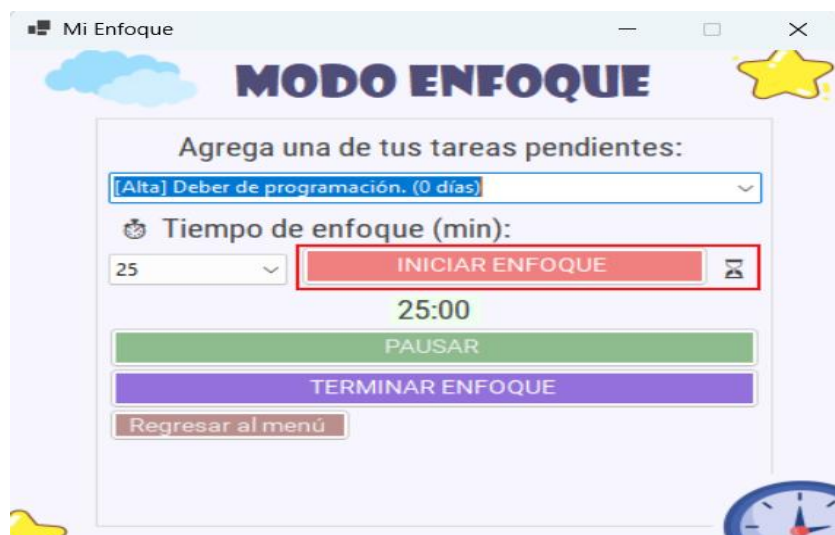 Mi Enfoque
MODO ENFOQUE
Agrega una de tus tareas pendientes:
[Alta] Deber de programación. (0 días)
Tiempo de enfoque (min):
25 INICIAR ENFOQUE
25:00
PAUSAR
TERMINAR ENFOQUE
Regresar al menú